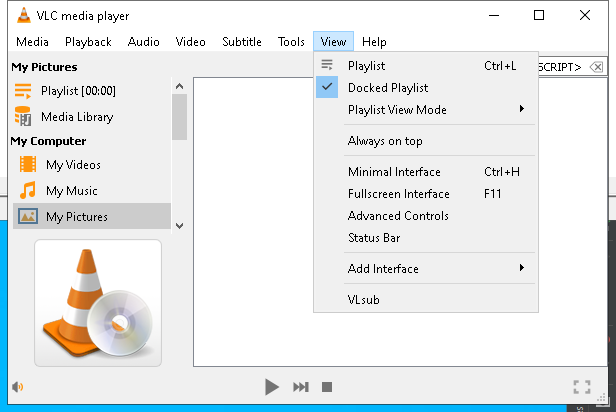 VLC media player
Media Playback Audio Video Subtitle Tools View Help
My Pictures
Playlist [00:00]
Media Library
My Computer
My Videos
My Music
My Pictures
Playlist Ctrl+L
Docked Playlist
Playlist View Mode
Always on top
Minimal Interface Ctrl+H
Fullscreen Interface F11
Advanced Controls
Status Bar
Add Interface
VLsub
SCRIPT>